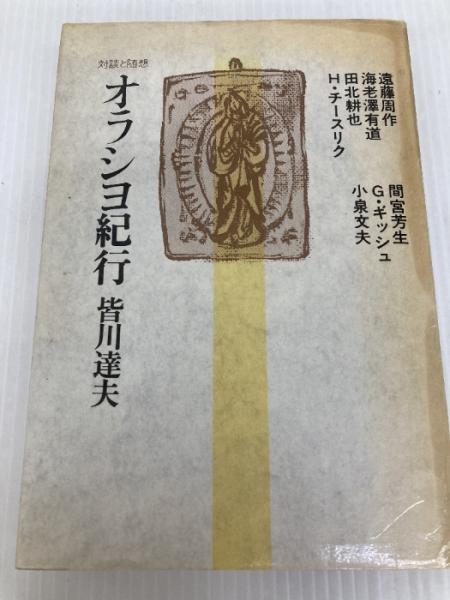 対談と随想
オラシヨ紀行
皆川達夫
遠藤周作
海老澤有道
田北耕也
H・チースリク
間宮芳生
G・ギッシュ
小泉文夫